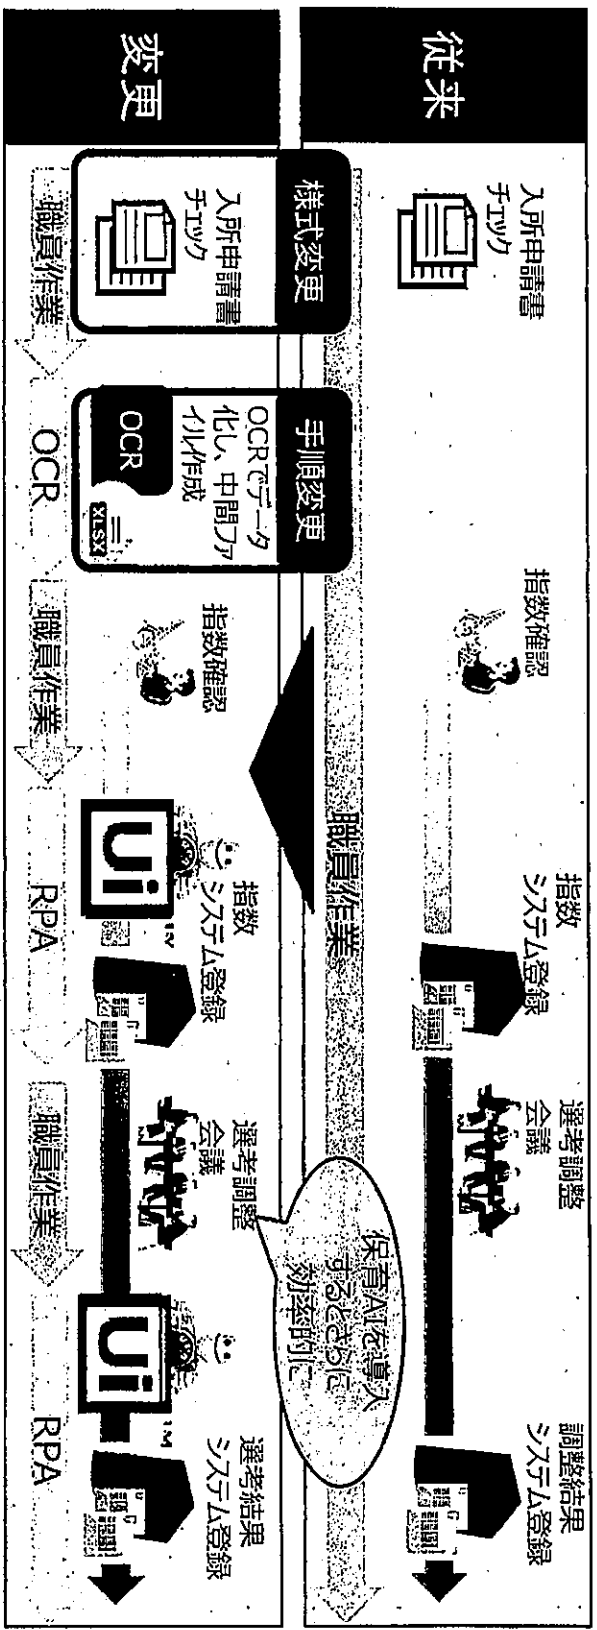 従来
入所申請書
チェック
指数確認
指数
システム登録
選考調整
会議
調整結果
システム登録
職員作業
保育AIを導入
するとさらに
効率的に
変更
様式変更
入所申請書
チェック
手順変更
OCRでデータ
化し、中間ファ
イル作成
OCR
XLSX
指数確認
Ui
指数
システム登録
選考調整
会議
Ui
選考結果
システム登録
職員作業
OCR
職員作業
RPA
職員作業
RPA